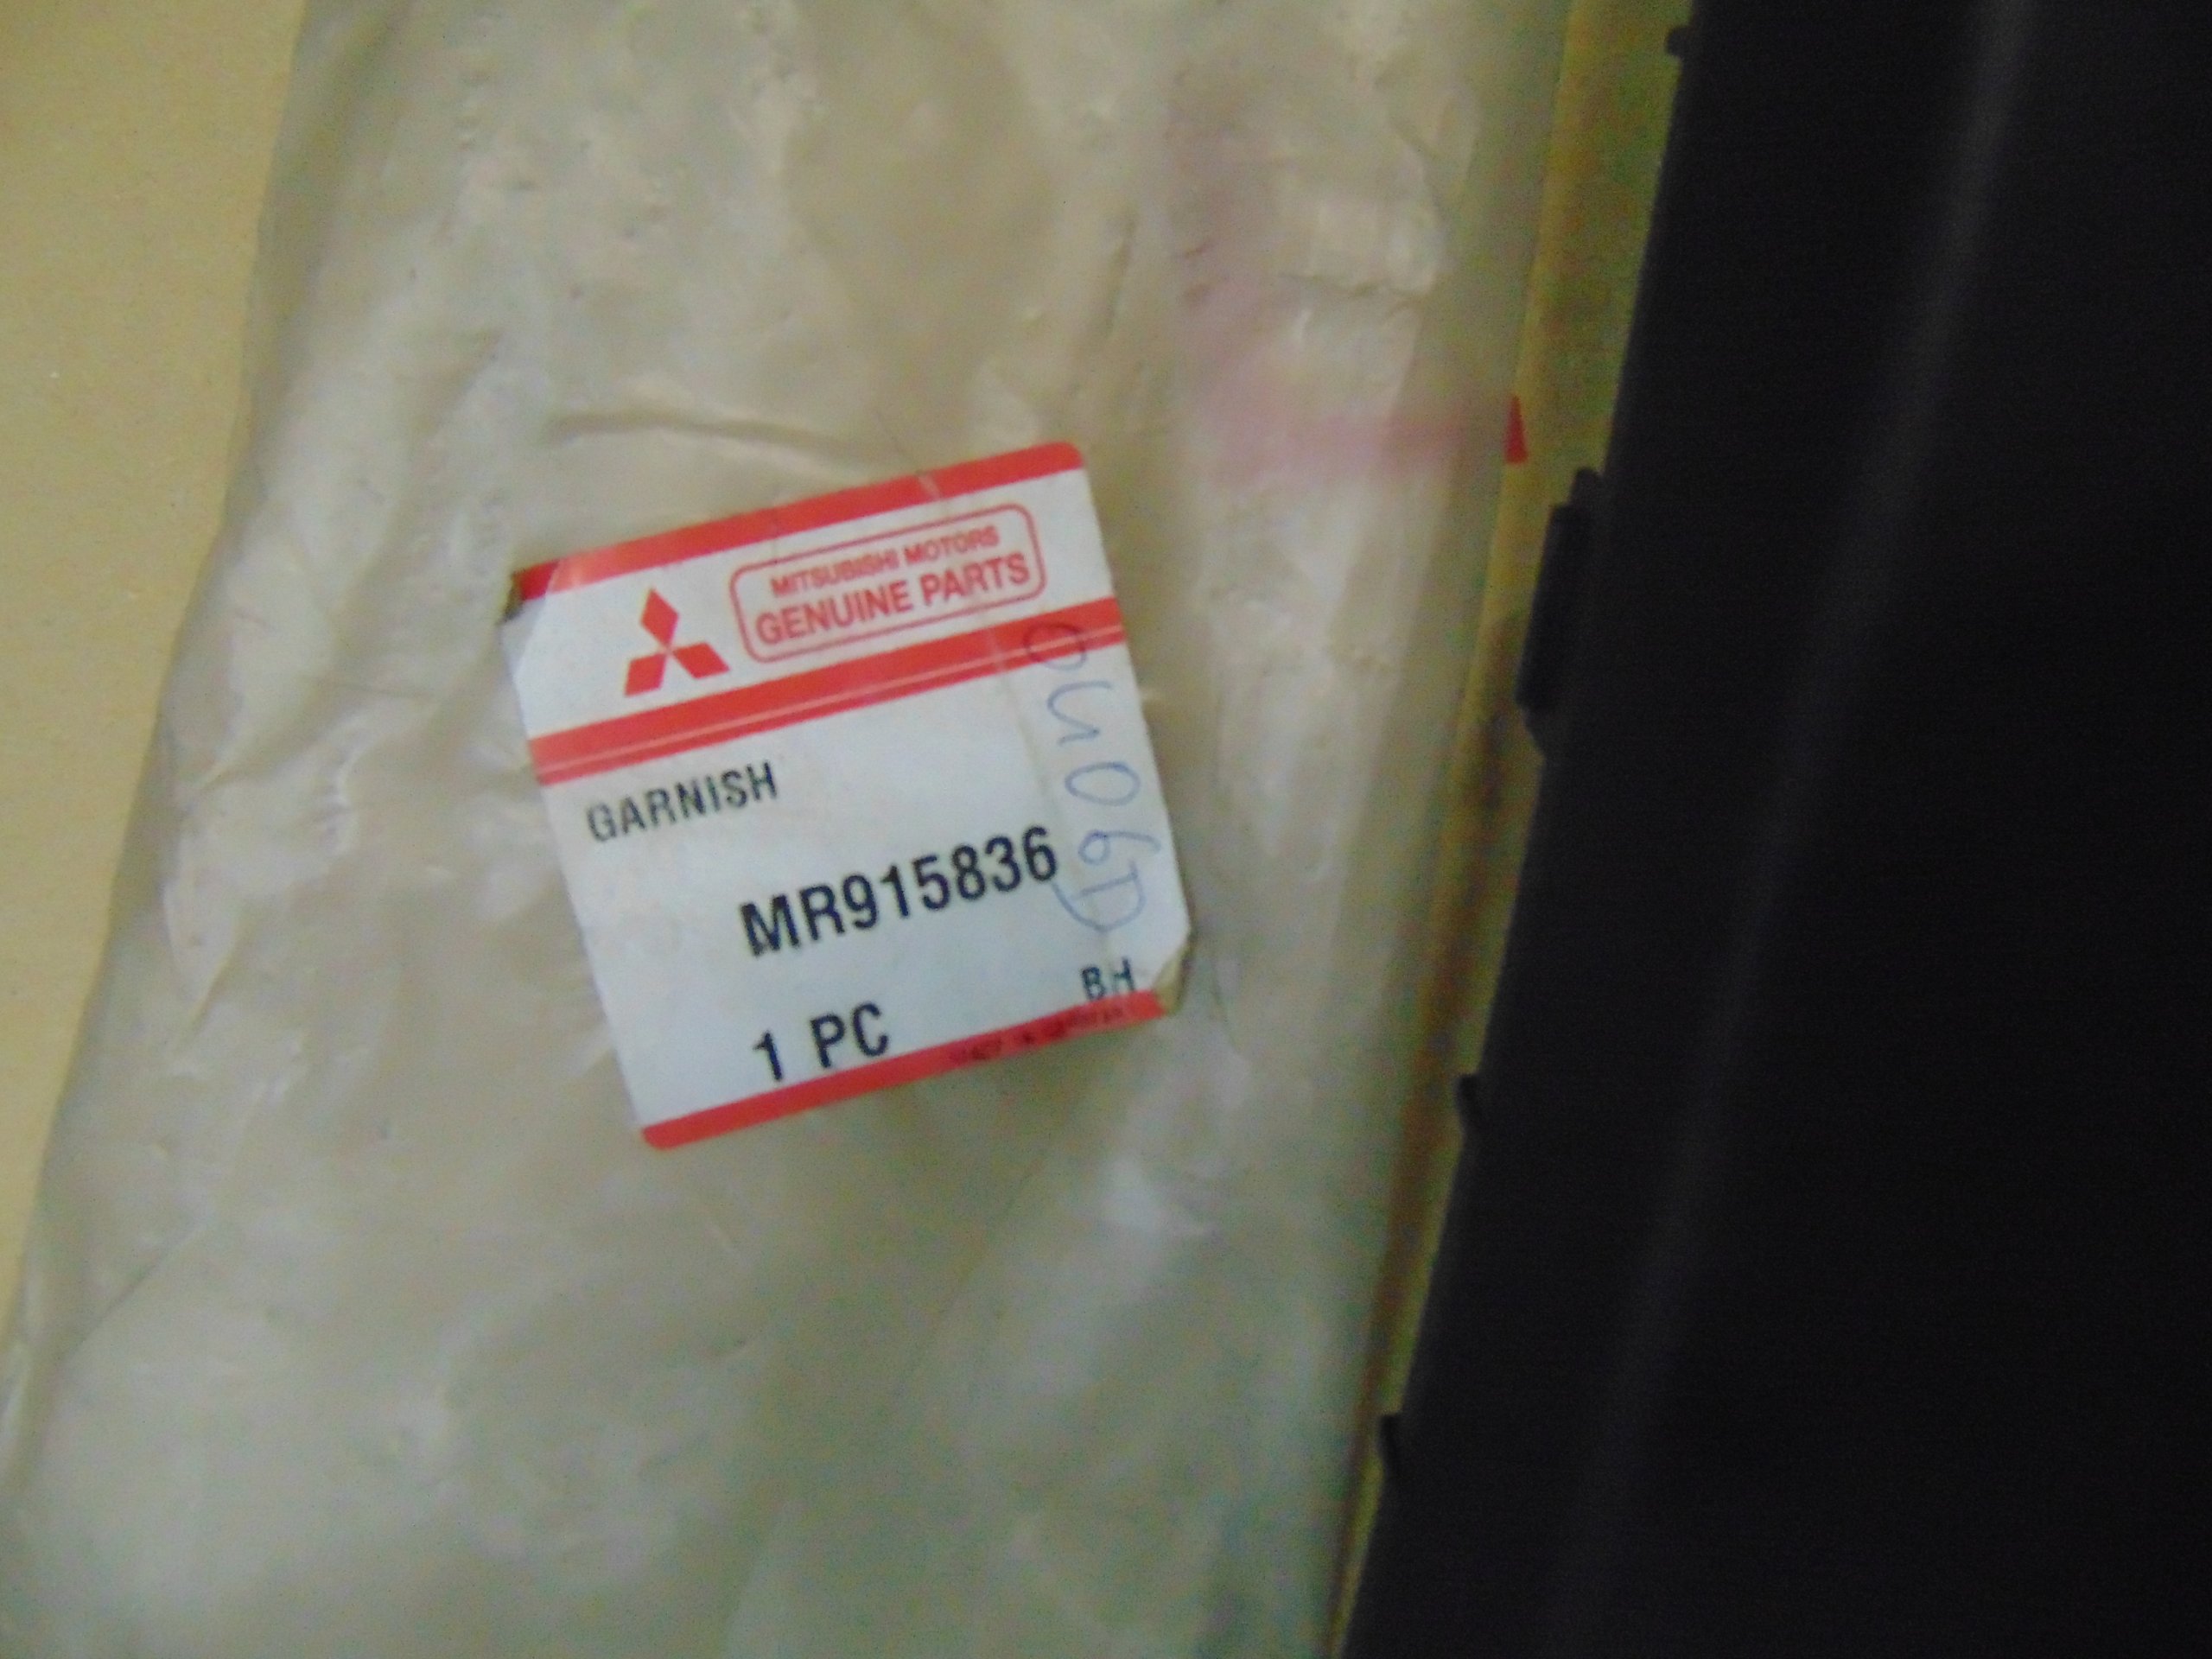 MITSUBISHI MOTORS
GENUINE PARTS
GARNISH
MR915836
1 PC
BH